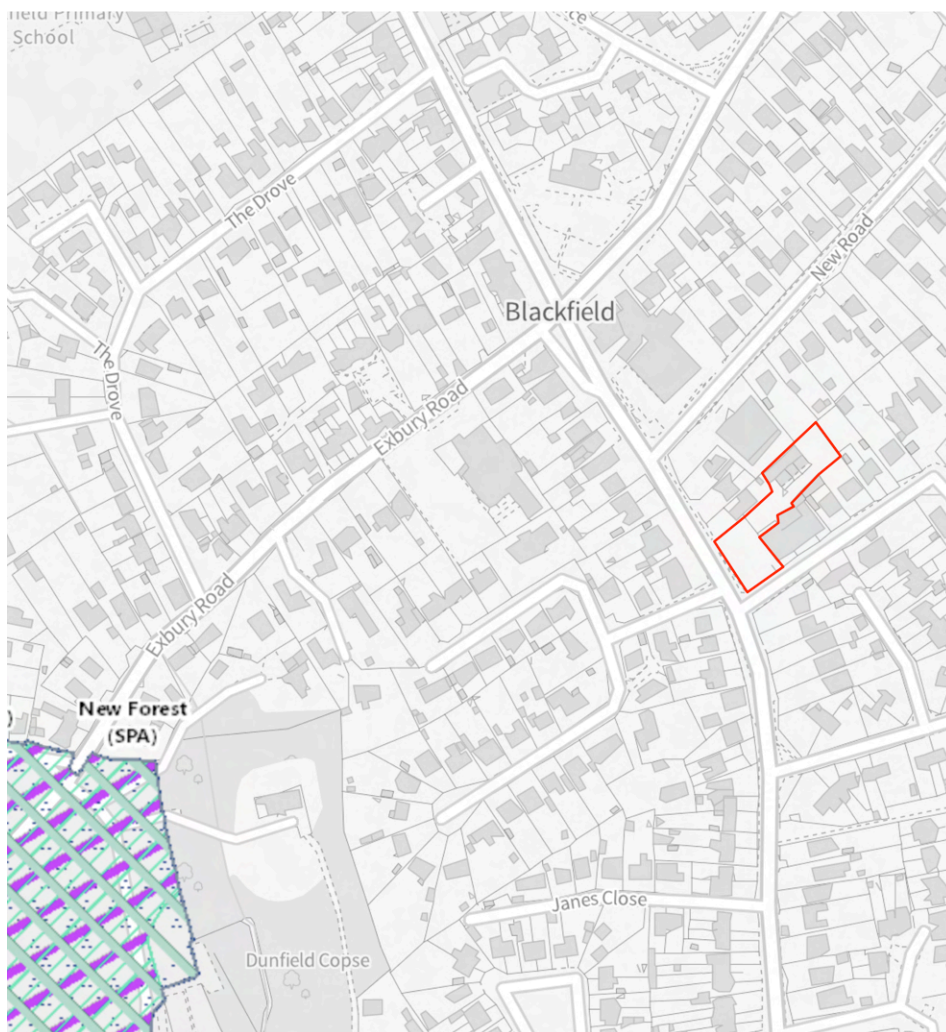 Primary
School
The Drove
New Road
Blackfield
The Drove
Exbury Road
Exbury Road
New Forest
(SPA)
)
Janes Close
Dunfield Copse